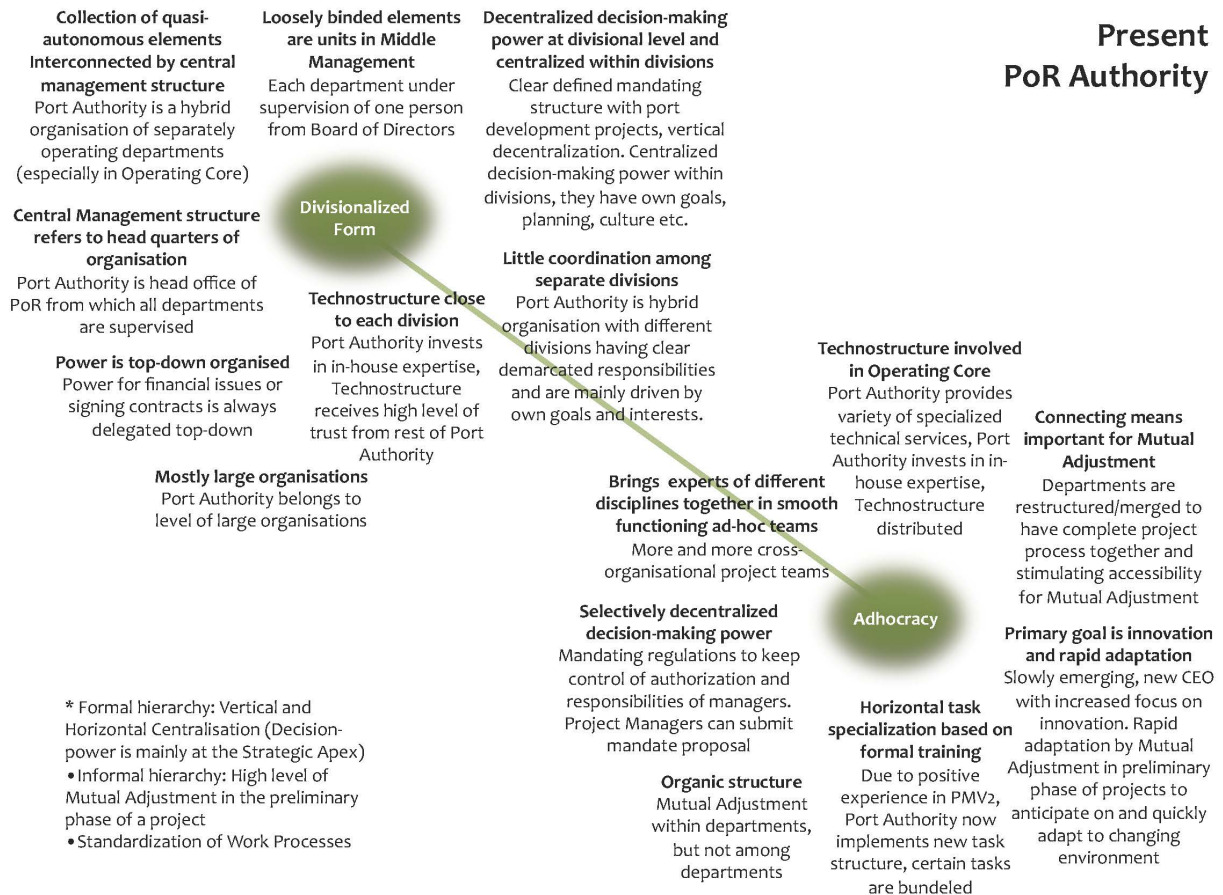 Present
PoR Authority
Collection of quasi-
autonomous elements
Interconnected by central
management structure
Port Authority is a hybrid
organisation of separately
operating departments
(especially in Operating Core)
Loosely binded elements
are units in Middle
Management
Each department under
supervision of one person
from Board of Directors
Decentralized decision-making
power at divisional level and
centralized within divisions
Clear defined mandating
structure with port
development projects, vertical
decentralization. Centralized
decision-making power within
divisions, they have own goals,
planning, culture etc.
Divisionalized
Form
Central Management structure
refers to head quarters of
organisation
Port Authority is head office of
PoR from which all departments
are supervised
Technostructure close
to each division
Port Authority invests
in in-house expertise,
Technostructure
receives high level of
trust from rest of Port
Authority
Little coordination among
separate divisions
Port Authority is hybrid
organisation with different
divisions having clear
demarcated responsibilities
and are mainly driven by
own goals and interests.
Power is top-down organised
Power for financial issues or
signing contracts is always
delegated top-down
Mostly large organisations
Port Authority belongs to
level of large organisations
Technostructure involved
in Operating Core
Port Authority provides
variety of specialized
technical services, Port
Authority invests in in-
house expertise,
Technostructure
distributed
Connecting means
important for Mutual
Adjustment
Departments are
restructured/merged to
have complete project
process together and
stimulating accessibility
for Mutual Adjustment
Brings experts of different
disciplines together in smooth
functioning ad-hoc teams
More and more cross-
organisational project teams
Adhocracy
Selectively decentralized
decision-making power
Mandating regulations to keep
control of authorization and
responsibilities of managers.
Project Managers can submit
mandate proposal
Primary goal is innovation
and rapid adaptation
Slowly emerging, new CEO
with increased focus on
innovation. Rapid
adaptation by Mutual
Adjustment in preliminary
phase of projects to
anticipate on and quickly
adapt to changing
environment
Horizontal task
specialization based on
formal training
Due to positive
experience in PMV2,
Port Authority now
implements new task
structure, certain tasks
are bundeled
Organic structure
Mutual Adjustment
within departments,
but not among
departments
* Formal hierarchy: Vertical and
Horizontal Centralisation (Decision-
power is mainly at the Strategic Apex)
•Informal hierarchy: High level of
Mutual Adjustment in the preliminary
phase of a project
•Standardization of Work Processes